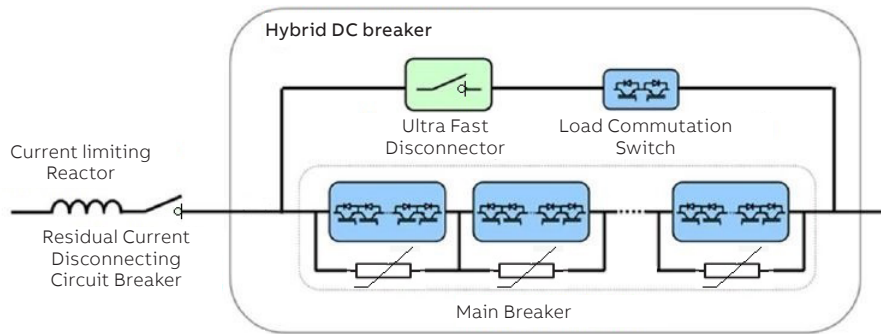 Hybrid DC breaker
Ultra Fast
Disconnector
Load Commutation
Switch
Current limiting
Reactor
Residual Current
Disconnecting
Circuit Breaker
Main Breaker